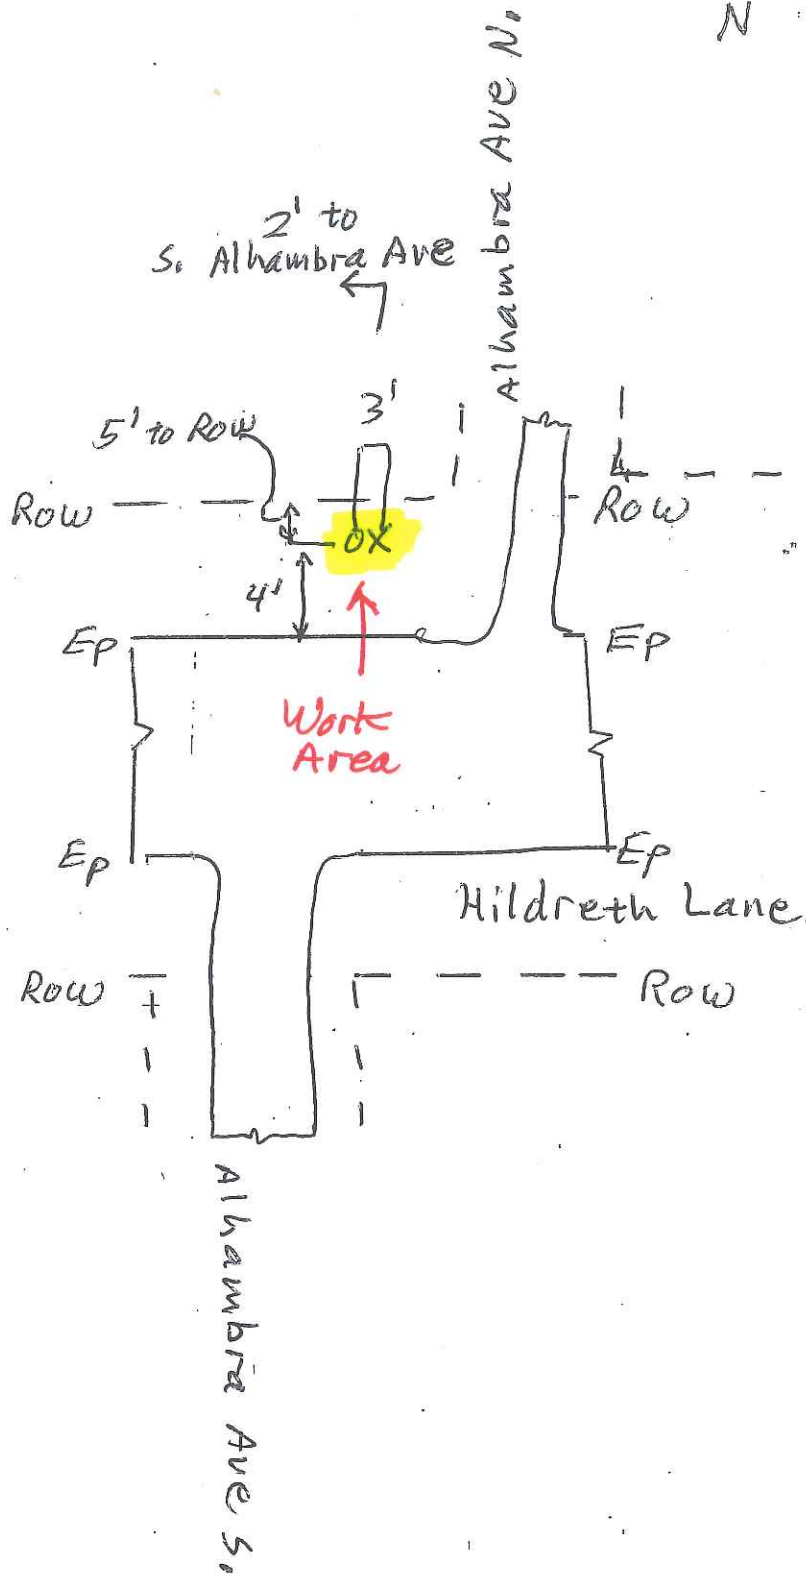 N
Alhambra Ave N.
2' to
S. Alhambra Ave
3'
5' to Row
Row
Row
OX
4'
Ep
Ep
Work
Area
Ep
Ep
Hildreth Lane
Row
Row
Alhambra Ave S.